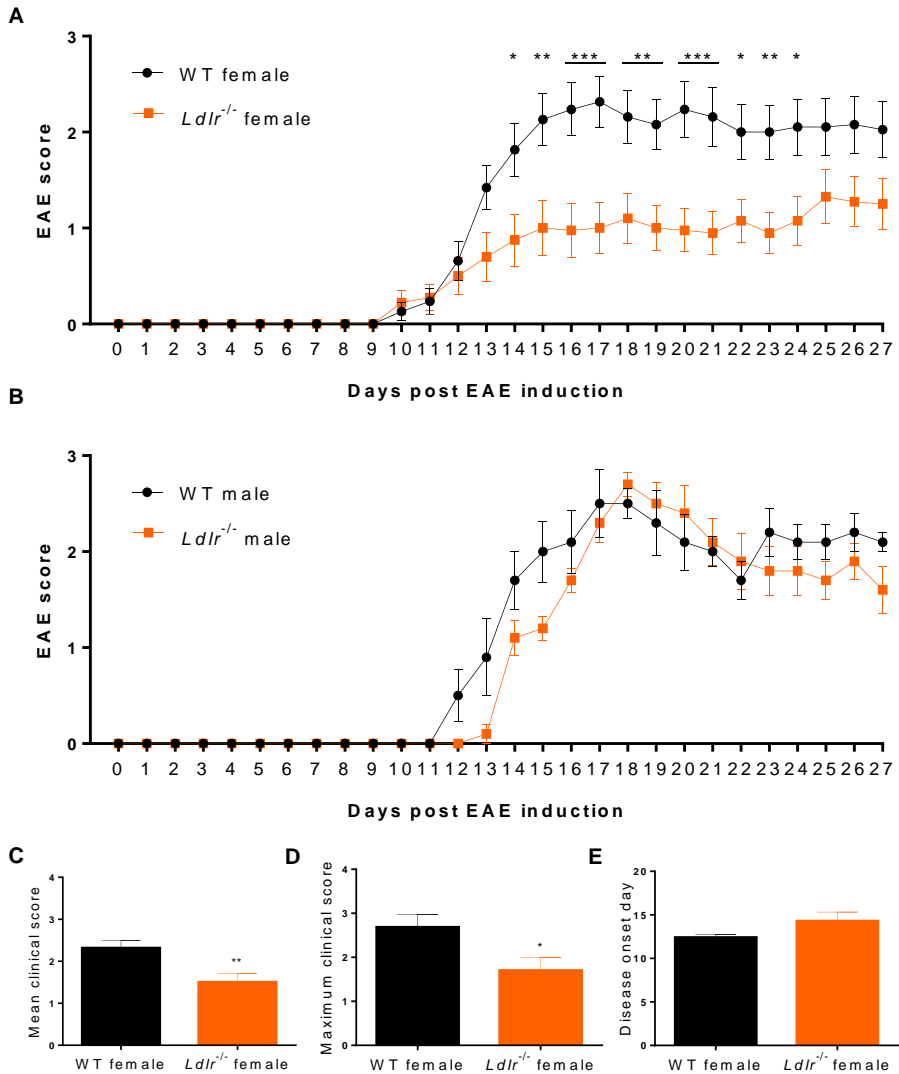 A
3
2
1
0
EAE score
WT female
Ldlr-/- female
* ** *** ** *** * ** *
0 1 2 3 4 5 6 7 8 9 10 11 12 13 14 15 16 17 18 19 20 21 22 23 24 25 26 27
Days post EAE induction
B
3
2
1
0
EAE score
WT male
Ldlr-/- male
0 1 2 3 4 5 6 7 8 9 10 11 12 13 14 15 16 17 18 19 20 21 22 23 24 25 26 27
Days post EAE induction
C
4
3
2
1
0
Mean clinical score
**
WT female Ldlr-/- female
D
4
3
2
1
0
Maximum clinical score
*
WT female Ldlr-/- female
E
20
15
10
5
0
Disease onset day
WT female Ldlr-/- female